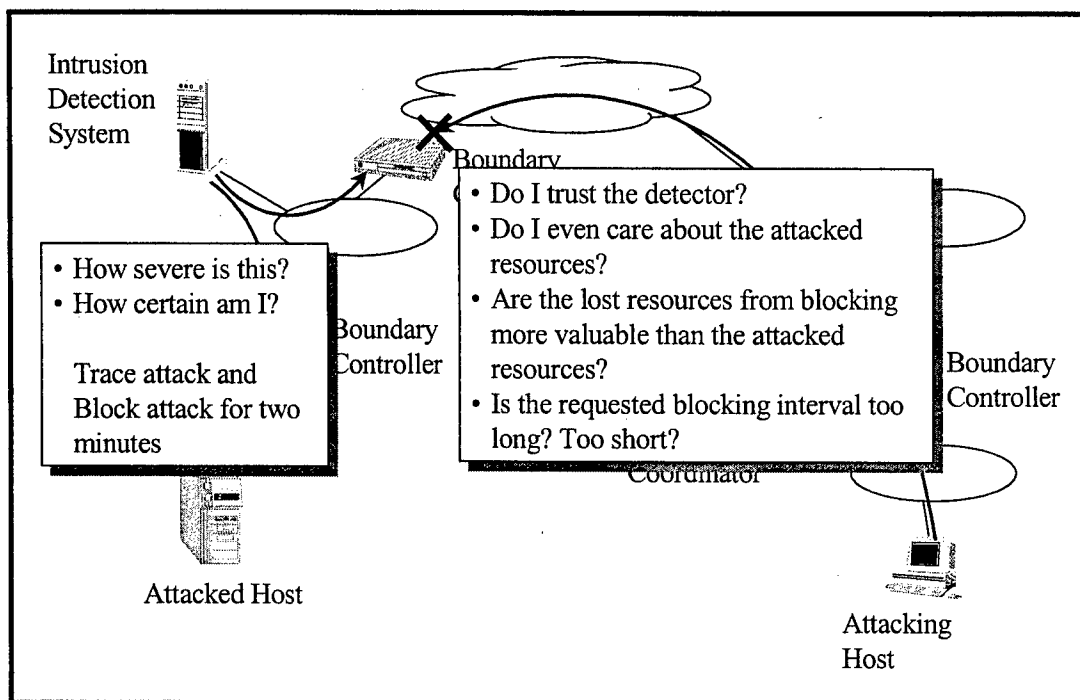 Intrusion
Detection
System
Boundary
• Do I trust the detector?
• Do I even care about the attacked
resources?
• Are the lost resources from blocking
more valuable than the attacked
resources?
• Is the requested blocking interval too
long? Too short?
• How severe is this?
• How certain am I?
Trace attack and
Block attack for two
minutes
Boundary
Controller
Boundary
Controller
Coordinator
Attacked Host
Attacking
Host